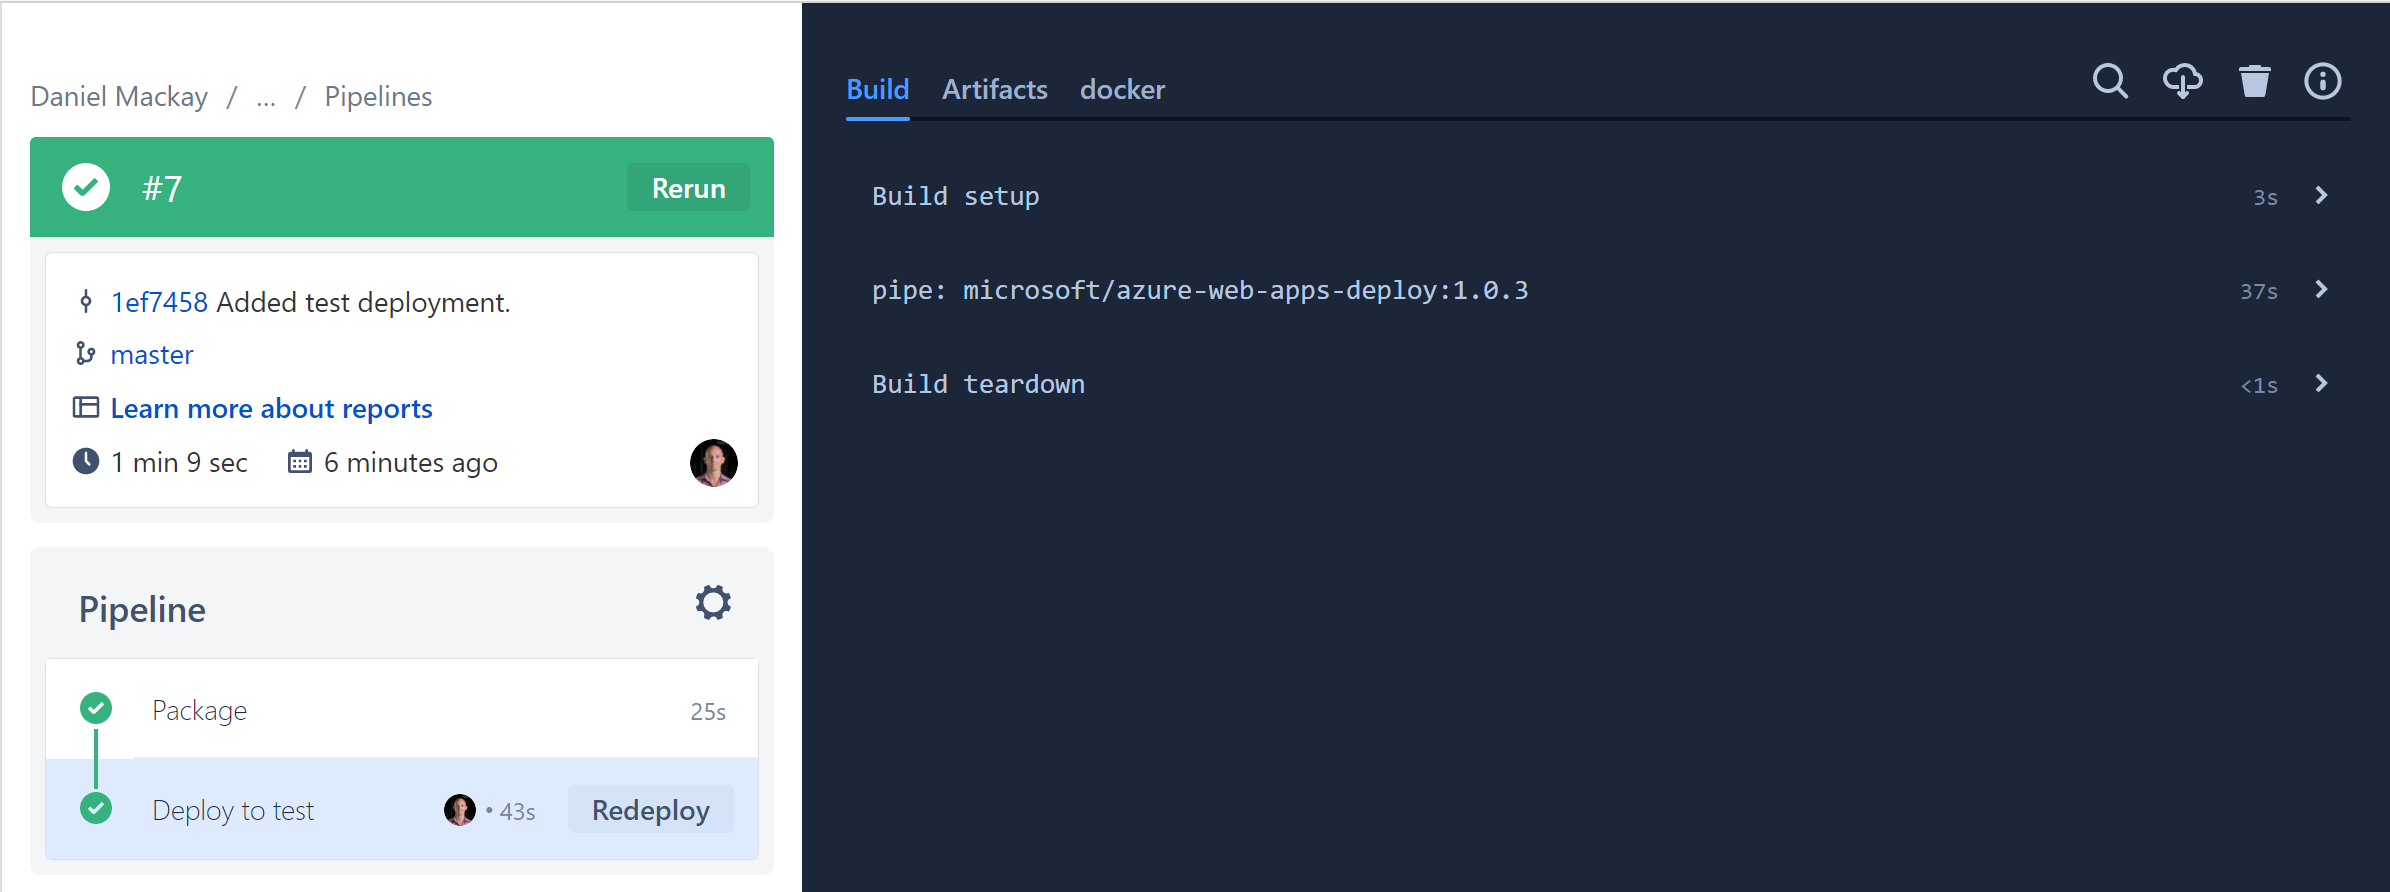 Daniel Mackay / ... / Pipelines
#7 Rerun
1ef7458 Added test deployment.
master
Learn more about reports
1 min 9 sec 6 minutes ago
Pipeline
Package 25s
Deploy to test • 43s Redeploy
Build Artifacts docker
Build setup 3s
pipe: microsoft/azure-web-apps-deploy:1.0.3 37s
Build teardown <1s